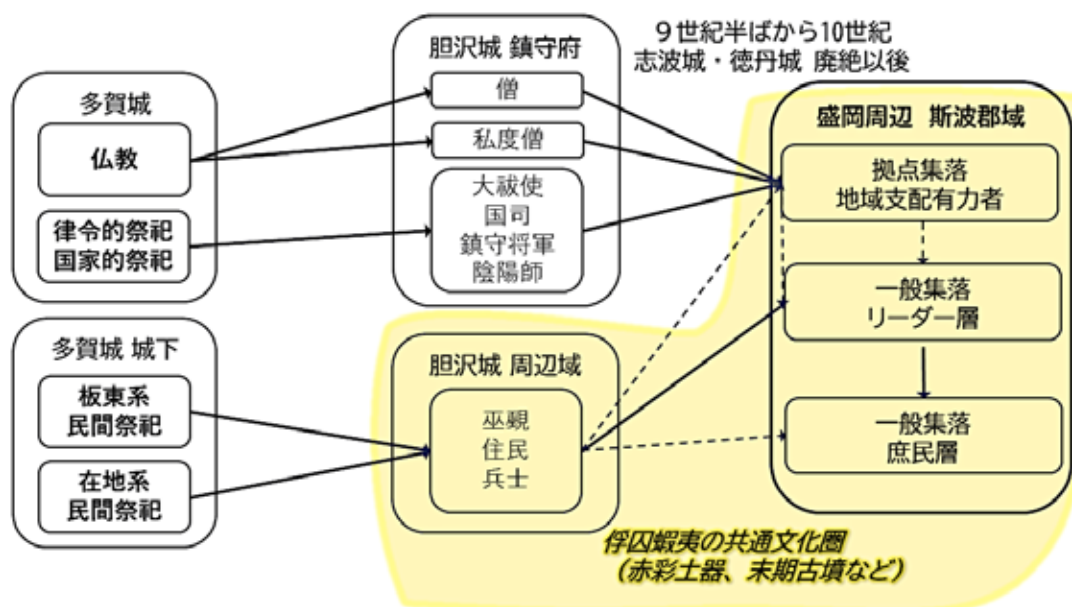 多賀城
仏教
律令的祭祀
国家的祭祀
多賀城 城下
板東系
民間祭祀
在地系
民間祭祀
胆沢城 鎮守府
僧
私度僧
大祓使
国司
鎮守将軍
陰陽師
胆沢城 周辺域
巫覡
住民
兵士
9世紀半ばから10世紀
志波城・徳丹城 廃絶以後
盛岡周辺 斯波郡域
拠点集落
地域支配有力者
一般集落
リーダー層
一般集落
庶民層
俘囚蝦夷の共通文化圏
(赤彩土器、末期古墳など)